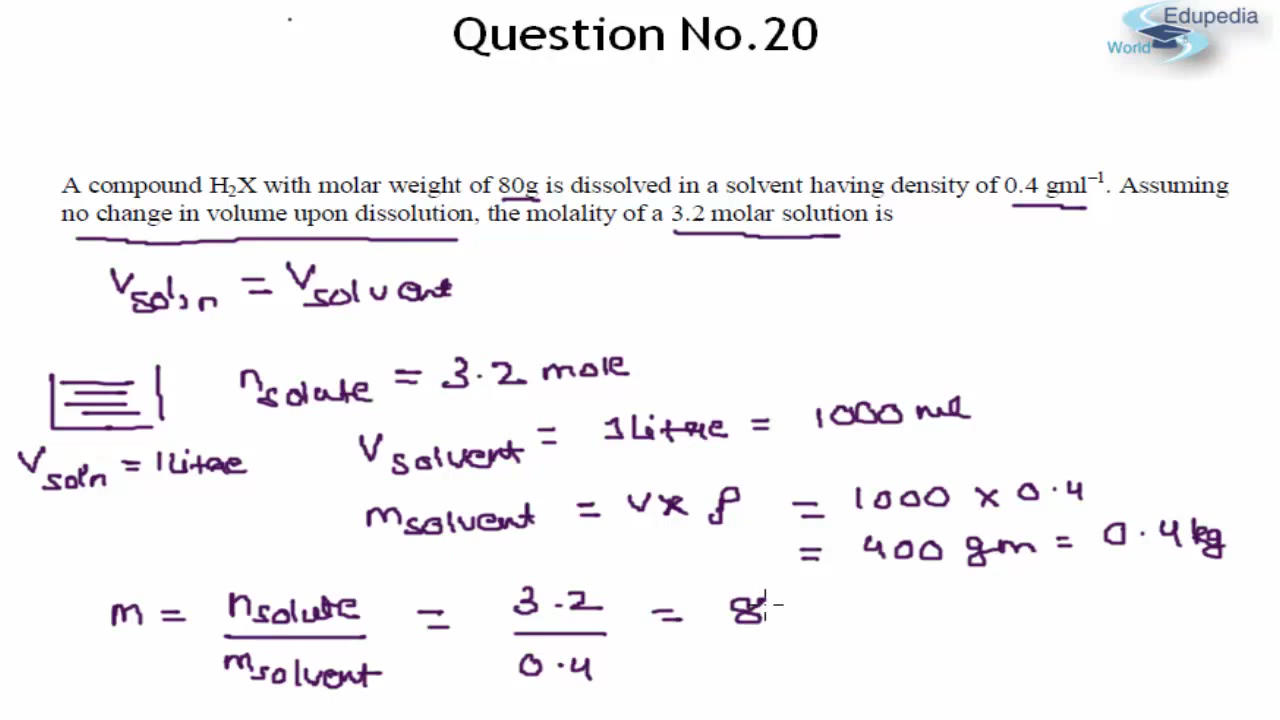 Question No.20
Edupedia
World
A compound H₂X with molar weight of 80g is dissolved in a solvent having density of 0.4 gml⁻¹. Assuming
no change in volume upon dissolution, the molality of a 3.2 molar solution is
Vsol,n = Vsolvent
nsolute = 3.2 mole
Vsolvent = 1Litre = 1000 ml
Vsol'n = 1Litre
msolvent = V x ρ = 1000 x 0.4
= 400 gm = 0.4 kg
m = nsolute / msolvent = 3.2 / 0.4 = 8